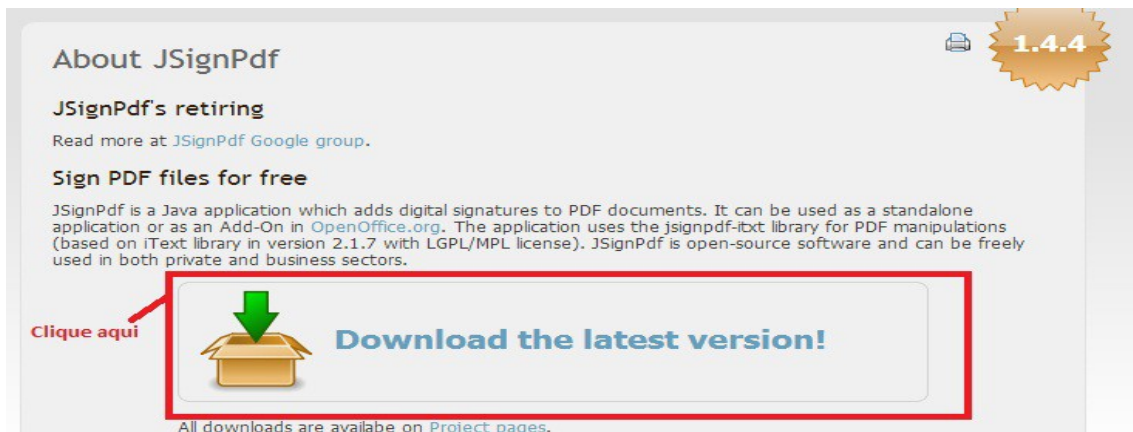 About JSignPdf
1.4.4
JSignPdf's retiring
Read more at JSignPdf Google group.
Sign PDF files for free
JSignPdf is a Java application which adds digital signatures to PDF documents. It can be used as a standalone
application or as an Add-On in OpenOffice.org. The application uses the jsignpdf-itxt library for PDF manipulations
(based on iText library in version 2.1.7 with LGPL/MPL license). JSignPdf is open-source software and can be freely
used in both private and business sectors.
Clique aqui
Download the latest version!
All downloads are availabe on Project pages.